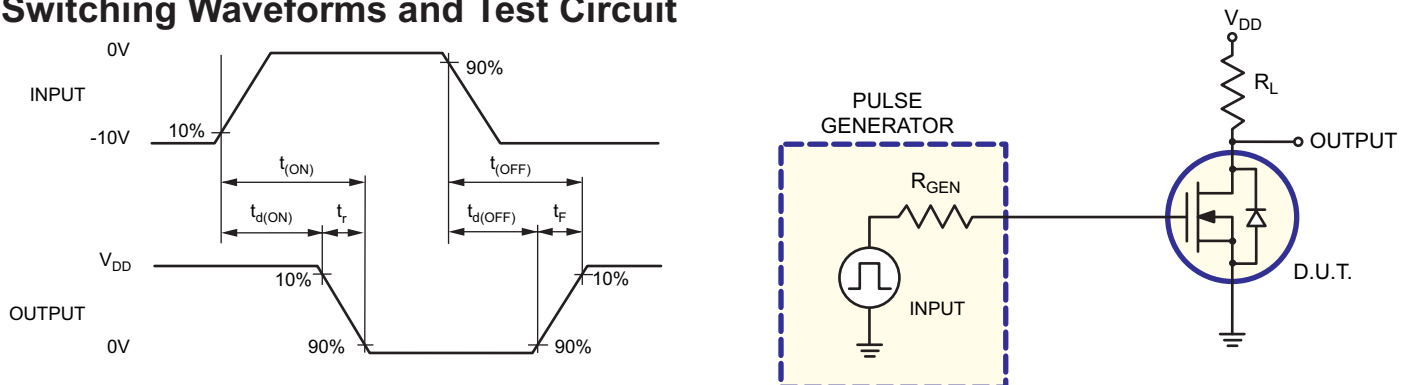 Switching Waveforms and Test Circuit
0V
INPUT
-10V
10%
90%
t(ON)
t(OFF)
td(ON)
tr
td(OFF)
tF
VDD
OUTPUT
0V
10%
90%
10%
90%
VDD
RL
OUTPUT
PULSE
GENERATOR
RGEN
INPUT
D.U.T.